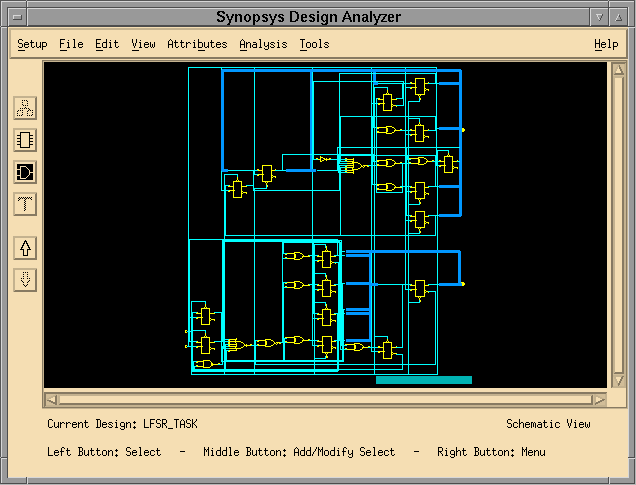 Synopsys Design Analyzer
Setup File Edit View Attributes Analysis Tools Help
Current Design: LFSR_TASK Schematic View
Left Button: Select - Middle Button: Add/Modify Select - Right Button: Menu